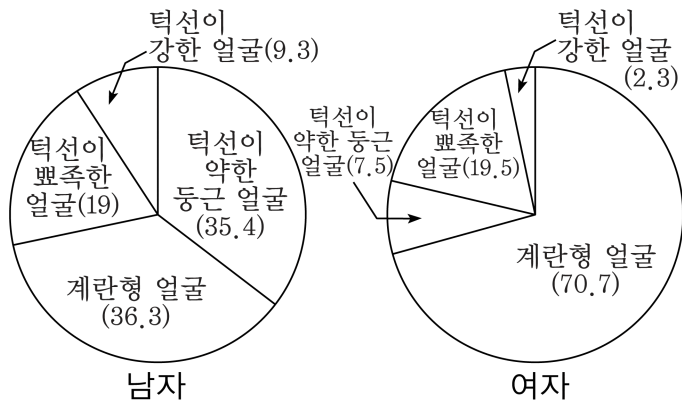 턱선이
강한 얼굴(9.3)
턱선이
약한
둥근 얼굴
(35.4)
턱선이
뾰족한
얼굴(19)
계란형 얼굴
(36.3)
남자
턱선이
강한 얼굴
(2.3)
턱선이
약한 둥근
얼굴(7.5)
턱선이
뾰족한
얼굴(19.5)
계란형 얼굴
(70.7)
여자